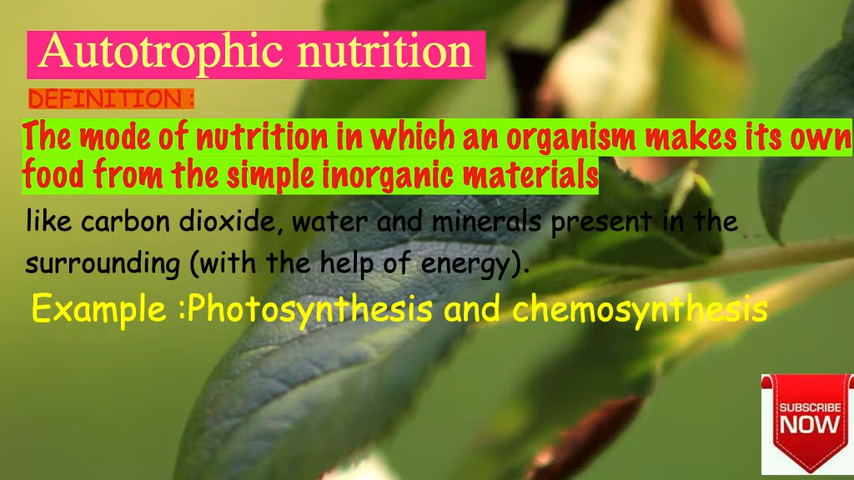 Autotrophic nutrition
DEFINITION :
The mode of nutrition in which an organism makes its own
food from the simple inorganic materials
like carbon dioxide, water and minerals present in the
surrounding (with the help of energy).
Example :Photosynthesis and chemosynthesis
SUBSCRIBE
NOW